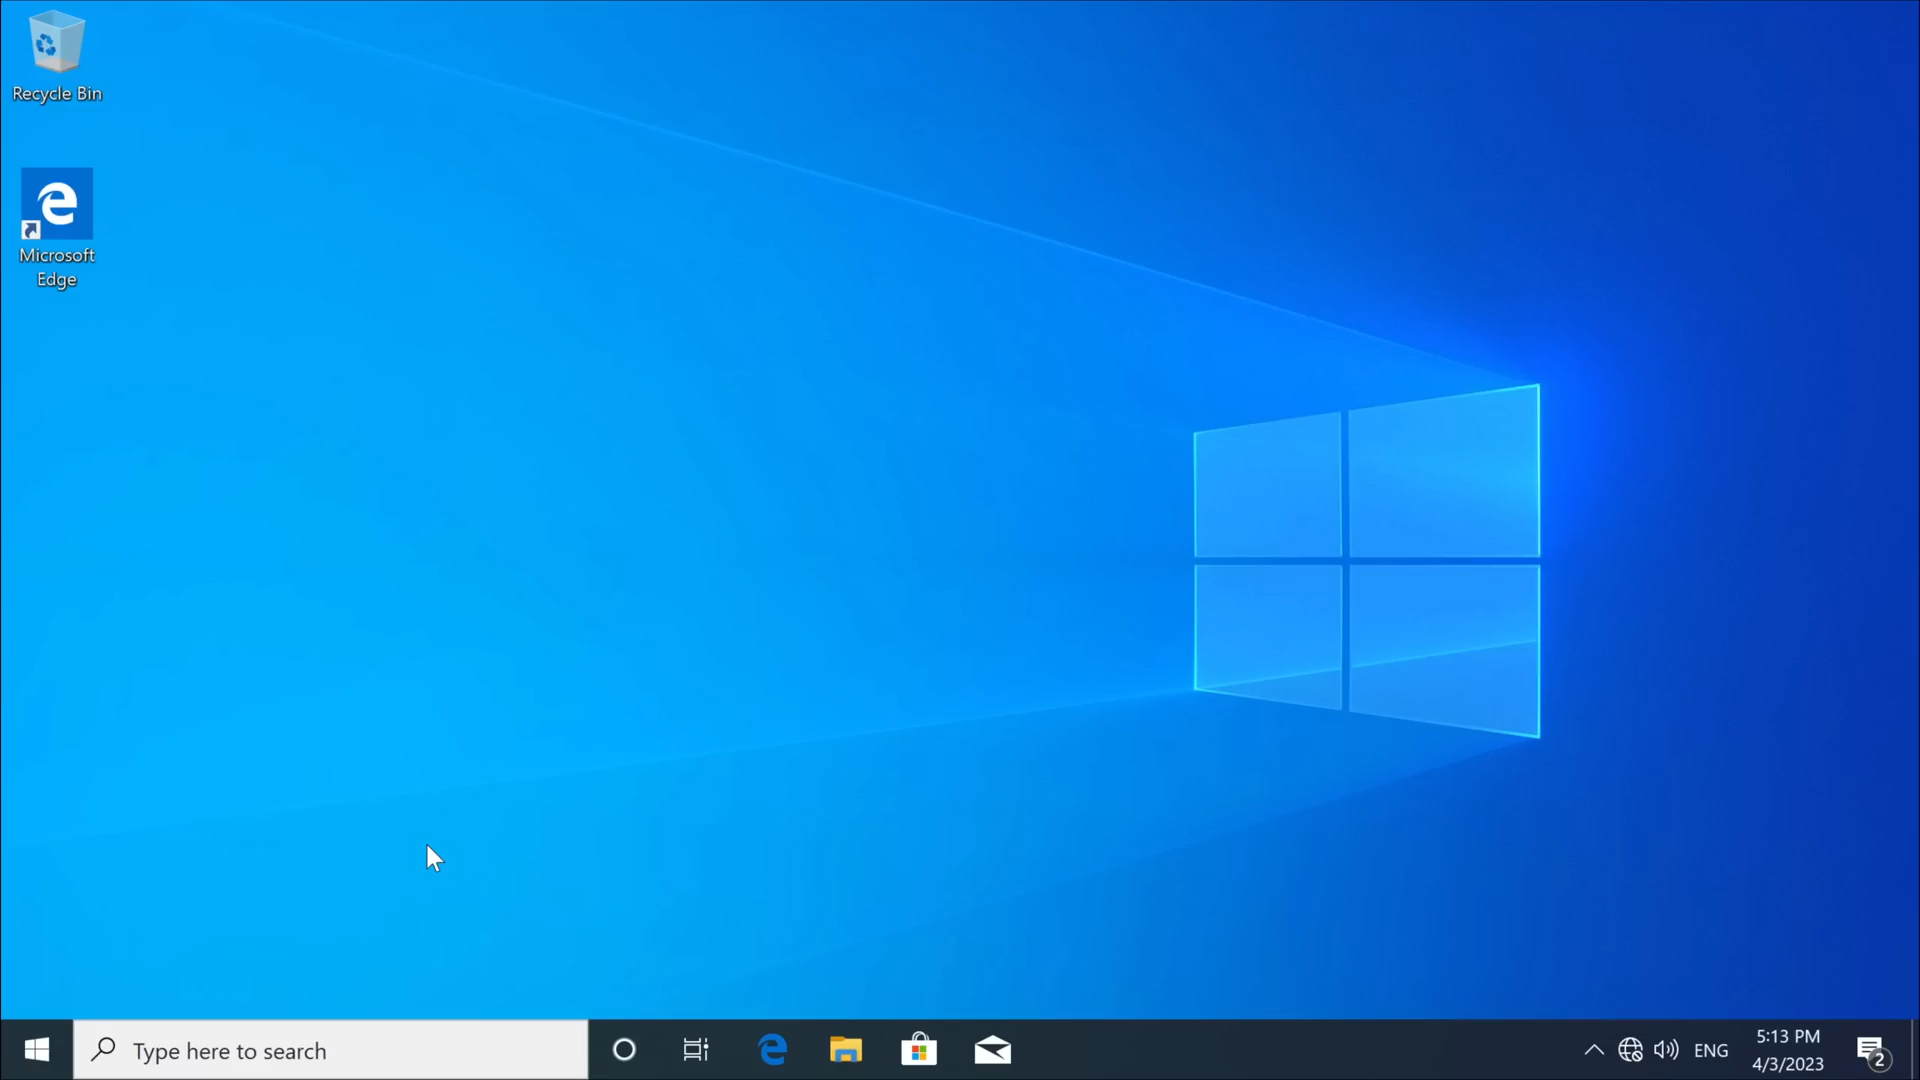 Recycle Bin
Microsoft
Edge
Type here to search
ENG
5:13 PM
4/3/2023
2